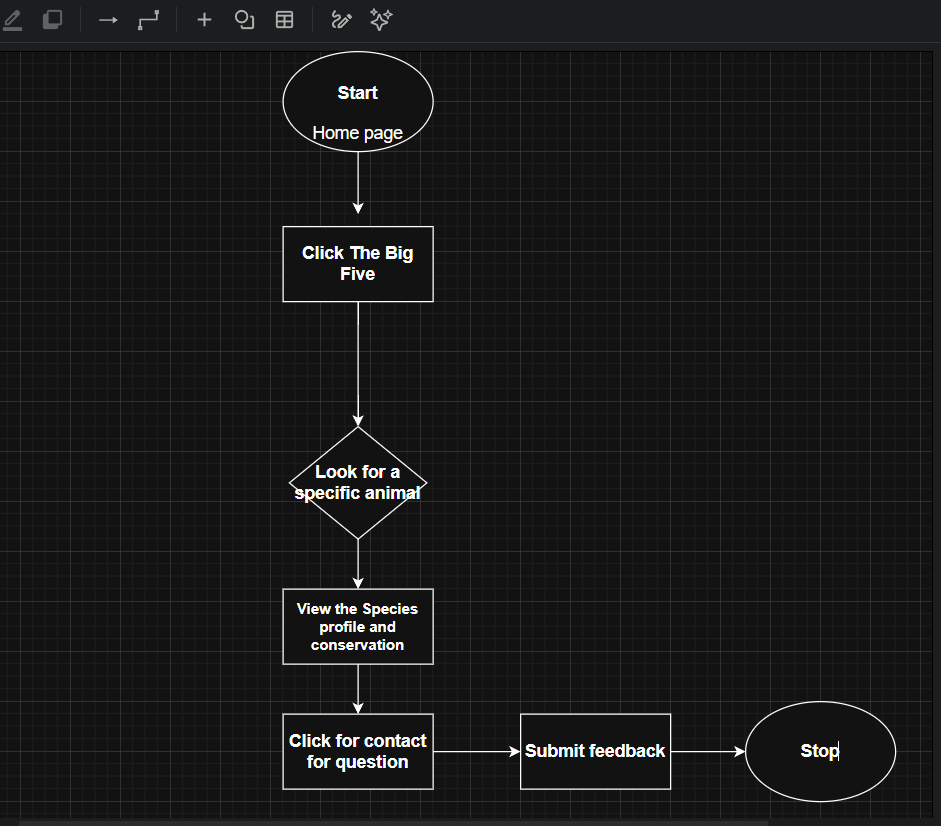 Start
Home page
Click The Big
Five
Look for a
specific animal
View the Species
profile and
conservation
Click for contact
for question
Submit feedback
Stop